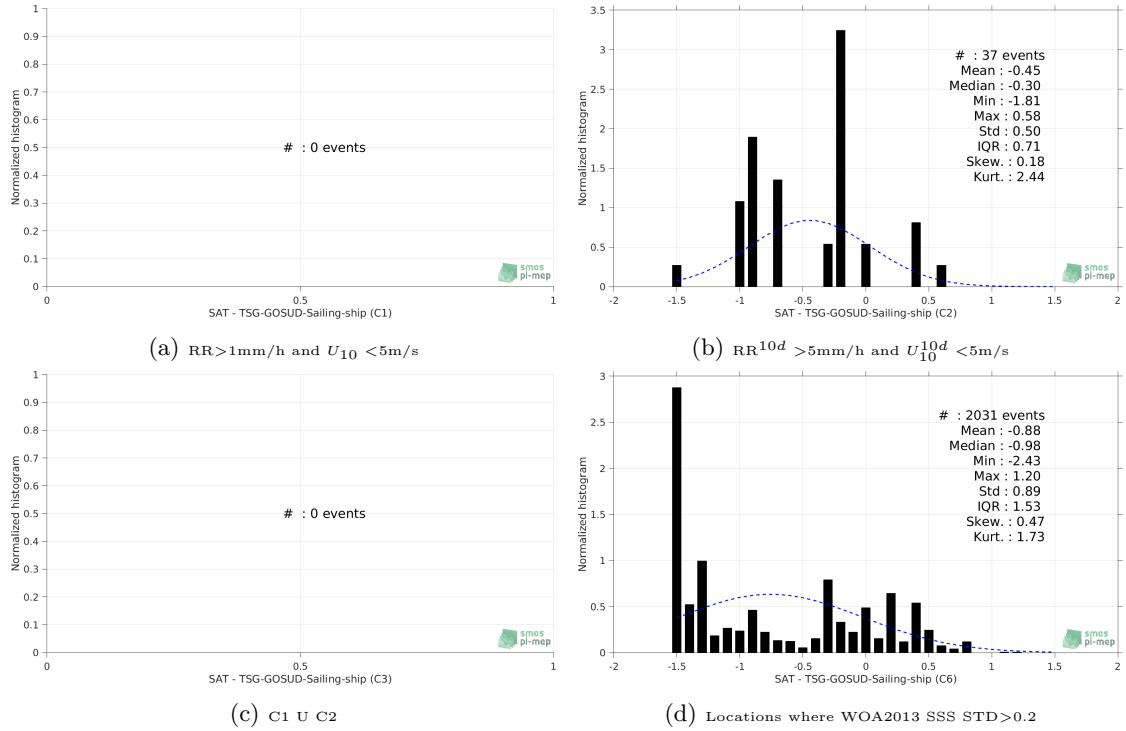 1
0.9
0.8
0.7
0.6
0.5
0.4
0.3
0.2
0.1
0
Normalized histogram
# : 0 events
smos
pi-mep
0 0.5 1
SAT - TSG-GOSUD-Sailing-ship (C1)
(a) RR>1mm/h and U10 <5m/s
3.5
3
2.5
2
1.5
1
0.5
0
Normalized histogram
# : 37 events
Mean : -0.45
Median : -0.30
Min : -1.81
Max : 0.58
Std : 0.50
IQR : 0.71
Skew. : 0.18
Kurt. : 2.44
smos
pi-mep
-2 -1.5 -1 -0.5 0 0.5 1 1.5 2
SAT - TSG-GOSUD-Sailing-ship (C2)
(b) RR10d >5mm/h and U10d10 <5m/s
1
0.9
0.8
0.7
0.6
0.5
0.4
0.3
0.2
0.1
0
Normalized histogram
# : 0 events
smos
pi-mep
0 0.5 1
SAT - TSG-GOSUD-Sailing-ship (C3)
(c) C1 U C2
3
2.5
2
1.5
1
0.5
0
Normalized histogram
# : 2031 events
Mean : -0.88
Median : -0.98
Min : -2.43
Max : 1.20
Std : 0.89
IQR : 1.53
Skew. : 0.47
Kurt. : 1.73
smos
pi-mep
-2 -1.5 -1 -0.5 0 0.5 1 1.5 2
SAT - TSG-GOSUD-Sailing-ship (C6)
(d) Locations where WOA2013 SSS STD>0.2